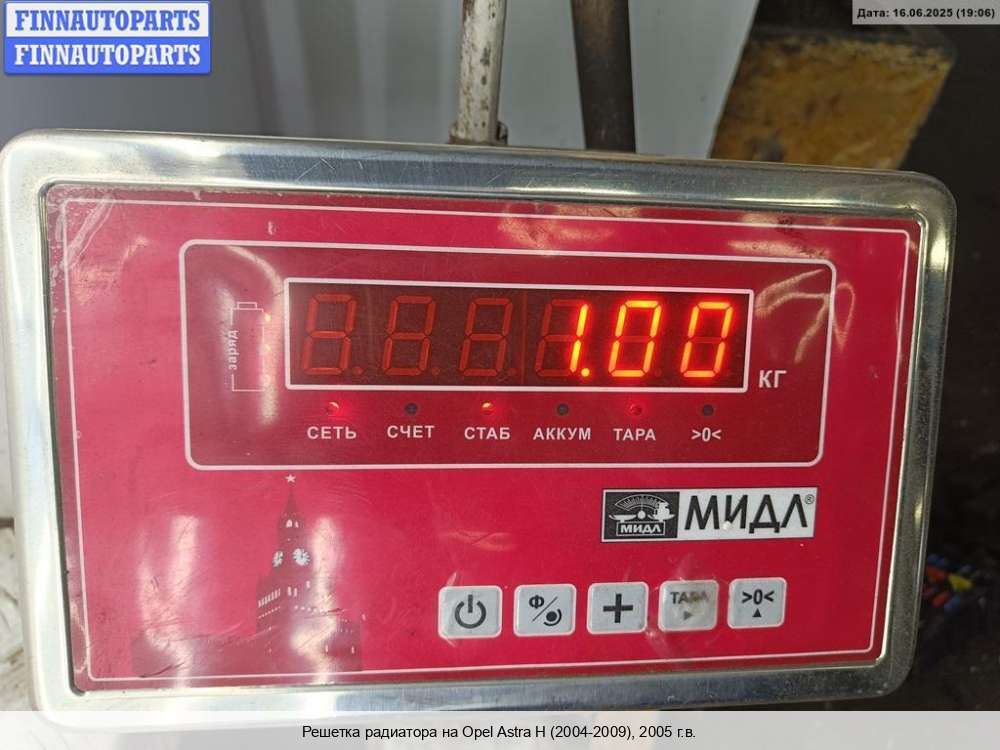 FINNAUTOPARTS
FINNAUTOPARTS
Дата: 16.06.2025 (19:06)
заряд
1.00
КГ
СЕТЬ СЧЕТ СТАБ АККУМ ТАРА >0<
МИДЛ МИДЛ®
Ф ТАРА >0<
Решетка радиатора на Opel Astra H (2004-2009), 2005 г.в.